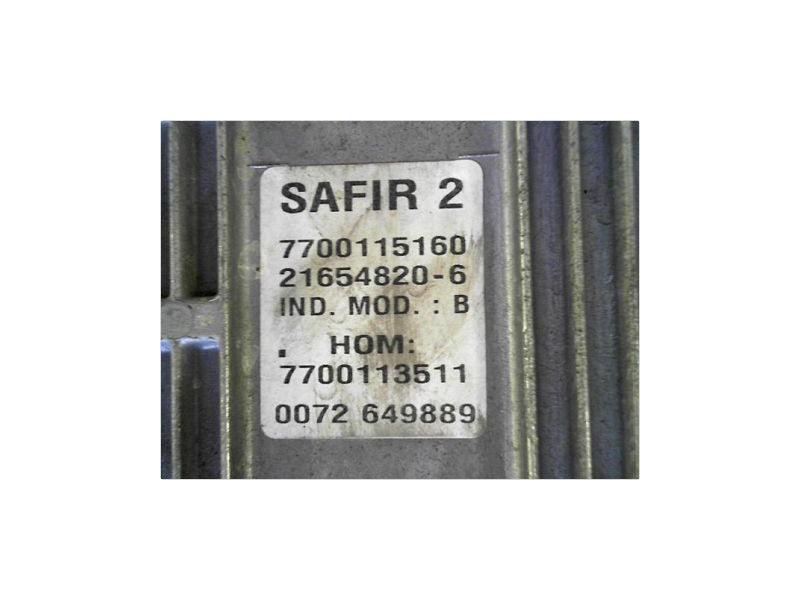 SAFIR 2
7700115160
21654820-6
IND. MOD. : B
. HOM:
7700113511
0072 649889